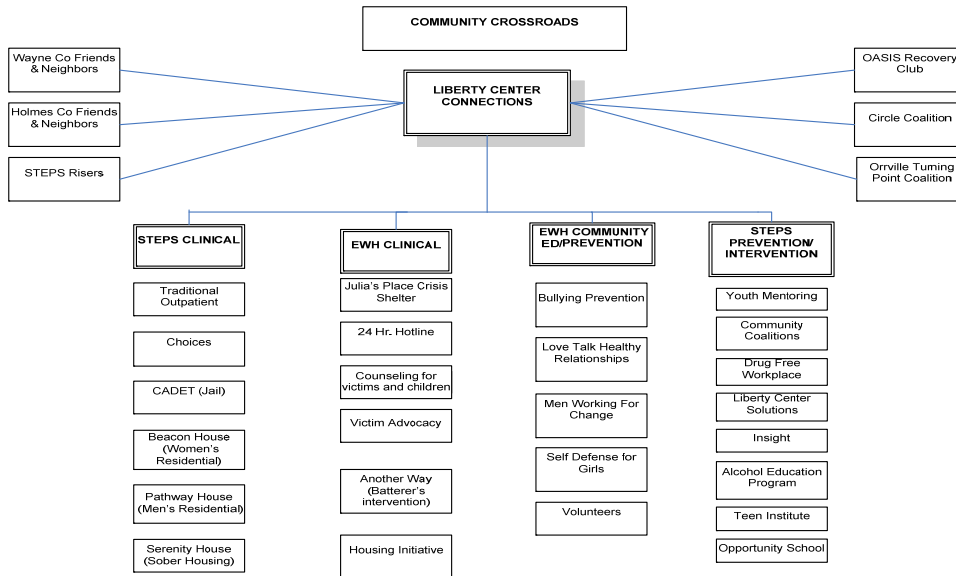 COMMUNITY CROSSROADS
Wayne Co Friends
& Neighbors
Holmes Co Friends
& Neighbors
STEPS Risers
LIBERTY CENTER
CONNECTIONS
OASIS Recovery
Club
Circle Coalition
Orrville Turning
Point Coalition
STEPS CLINICAL
Traditional
Outpatient
Choices
CADET (Jail)
Beacon House
(Women's
Residential)
Pathway House
(Men's Residential)
Serenity House
(Sober Housing)
EWH CLINICAL
Julia's Place Crisis
Shelter
24 Hr. Hotline
Counseling for
victims and children
Victim Advocacy
Another Way
(Batterer's
intervention)
Housing Initiative
EWH COMMUNITY
ED/PREVENTION
Bullying Prevention
Love Talk Healthy
Relationships
Men Working For
Change
Self Defense for
Girls
Volunteers
STEPS
PREVENTION/
INTERVENTION
Youth Mentoring
Community
Coalitions
Drug Free
Workplace
Liberty Center
Solutions
Insight
Alcohol Education
Program
Teen Institute
Opportunity School